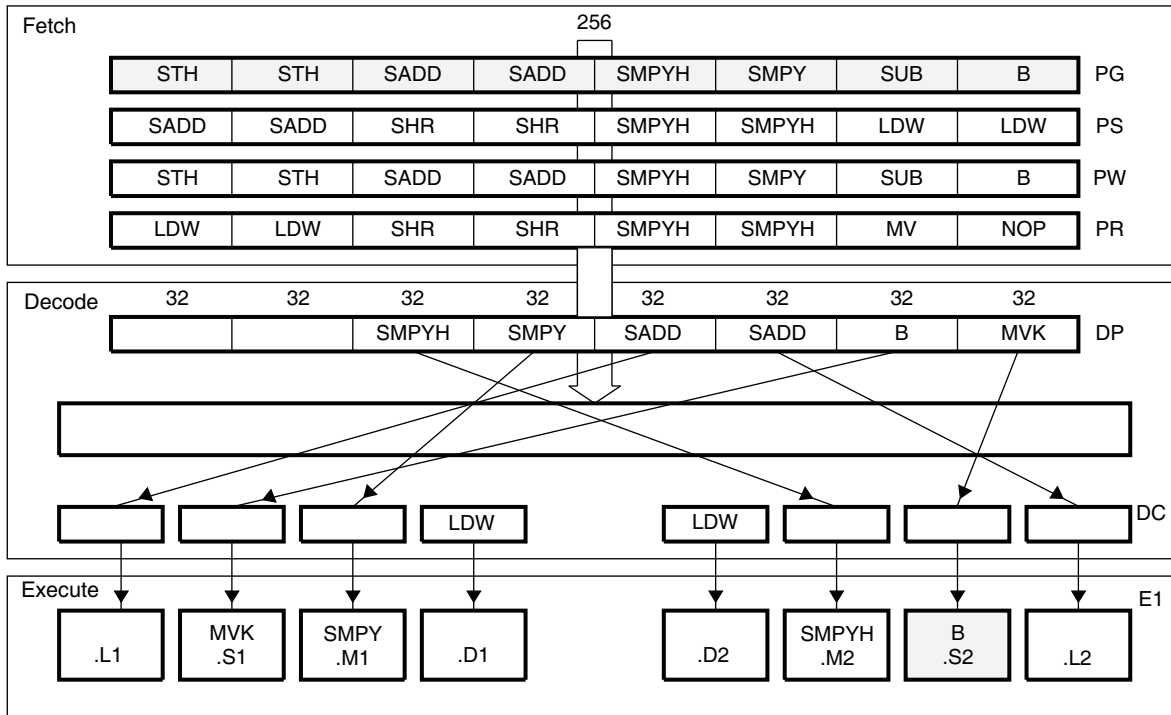 Fetch 256
STH STH SADD SADD SMPYH SMPY SUB B PG
SADD SADD SHR SHR SMPYH SMPYH LDW LDW PS
STH STH SADD SADD SMPYH SMPY SUB B PW
LDW LDW SHR SHR SMPYH SMPYH MV NOP PR
Decode 32 32 32 32 32 32 32 32
SMPYH SMPY SADD SADD B MVK DP
LDW LDW DC
Execute E1
MVK SMPY SMPYH B
.L1 .S1 .M1 .D1 .D2 .M2 .S2 .L2